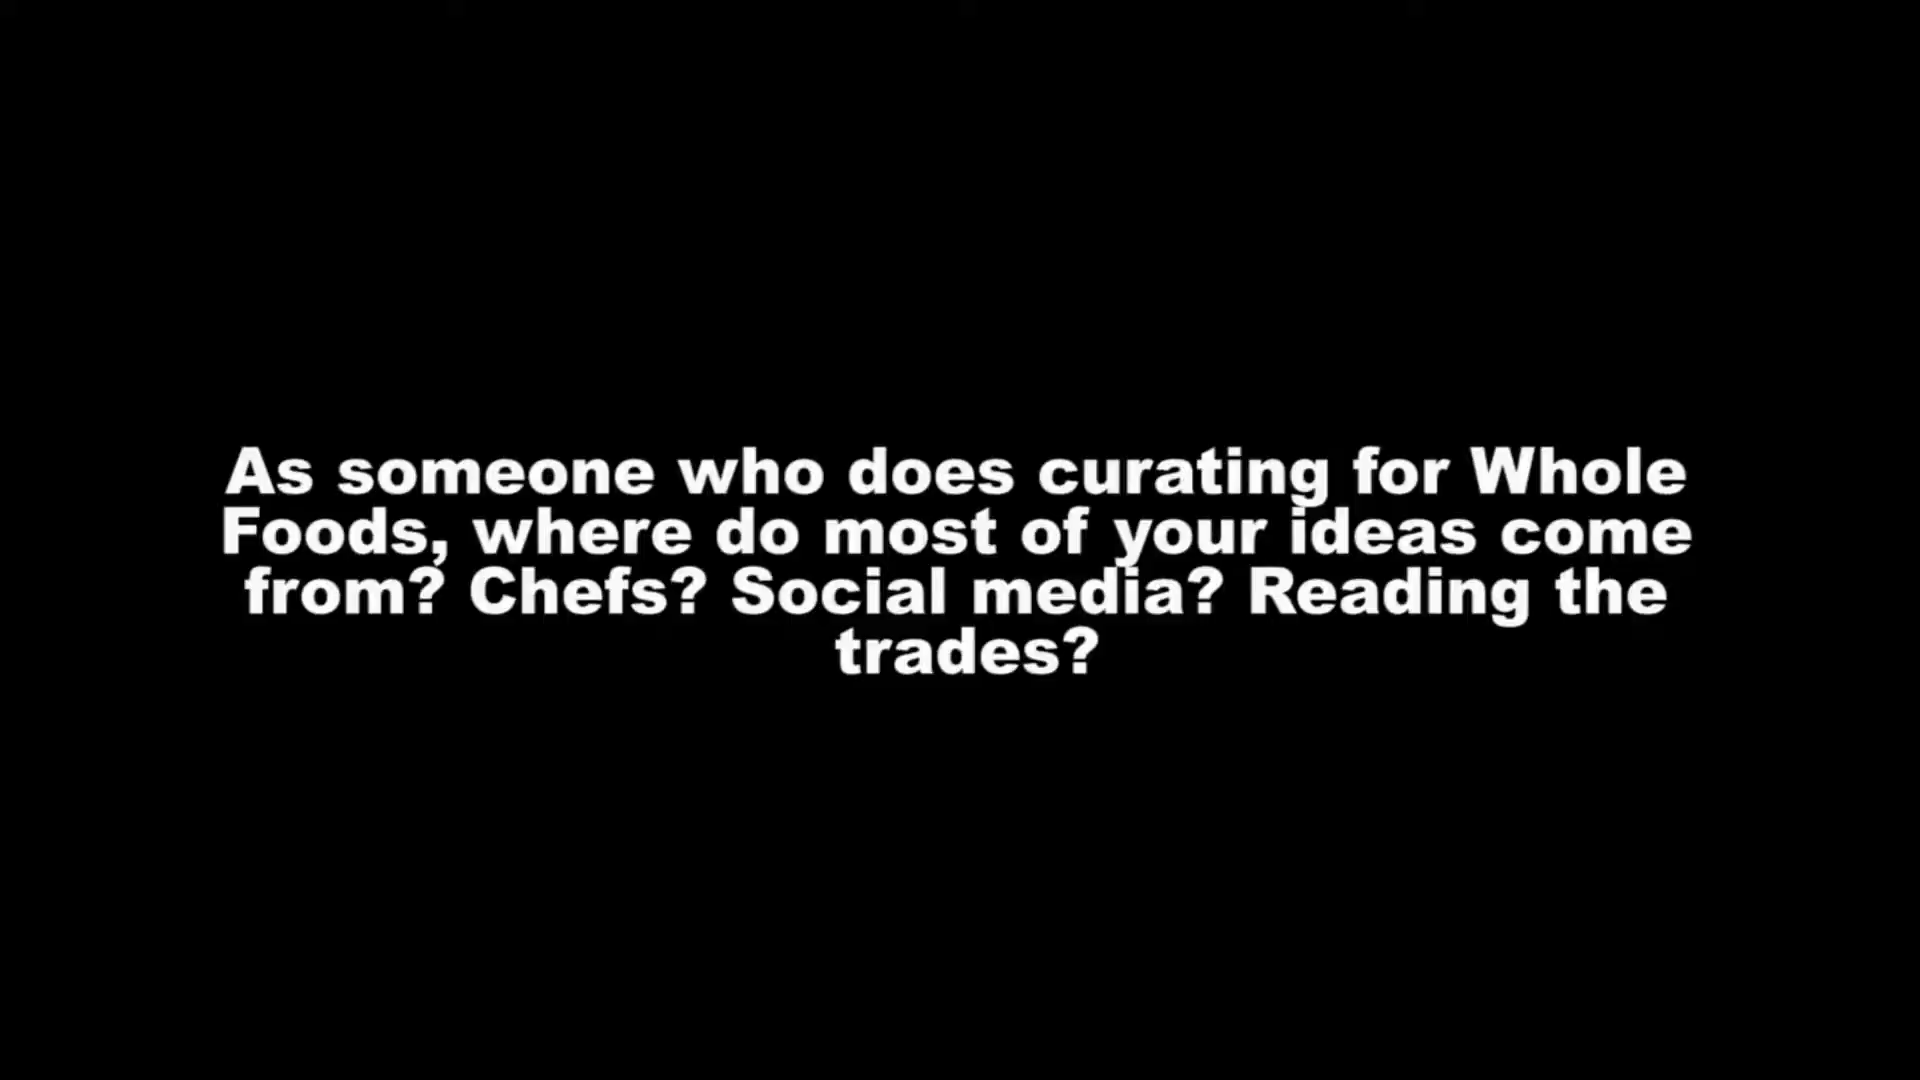 As someone who does curating for Whole
Foods, where do most of your ideas come
from? Chefs? Social media? Reading the
trades?